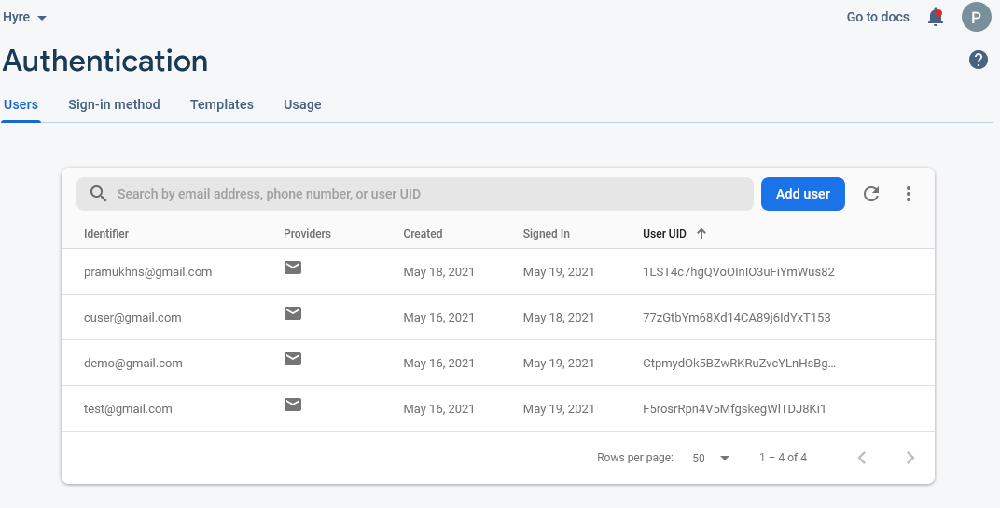 Hyre Go to docs P
Authentication ?
Users Sign-in method Templates Usage
Search by email address, phone number, or user UID Add user
Identifier Providers Created Signed In User UID
pramukhns@gmail.com May 18, 2021 May 19, 2021 1LST4c7hgQVoOInIO3uFiYmWus82
cuser@gmail.com May 16, 2021 May 18, 2021 77zGtbYm68Xd14CA89j6IdYxT153
demo@gmail.com May 16, 2021 May 19, 2021 CtpmydOk5BZwRKRuZvcYLnHsBg...
test@gmail.com May 16, 2021 May 19, 2021 F5rosrRpn4V5MfgskegWlTDJ8Ki1
Rows per page: 50 1 – 4 of 4